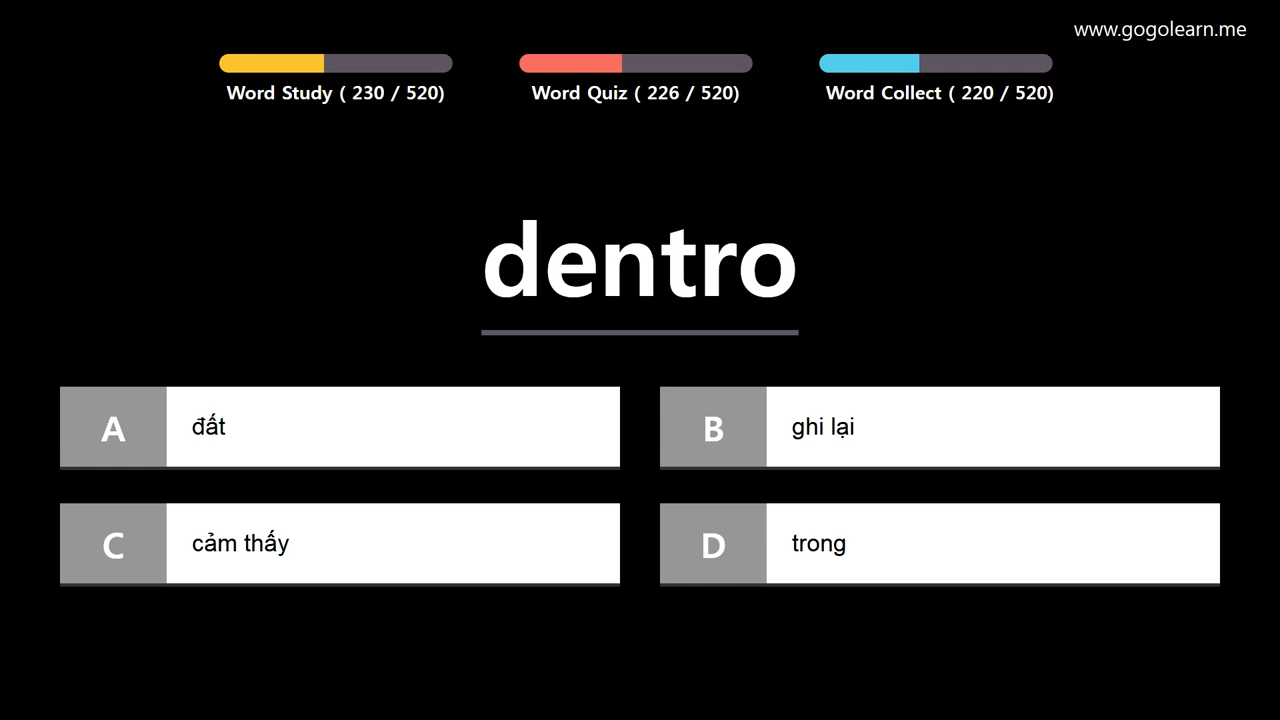 www.gogolearn.me
Word Study ( 230 / 520)
Word Quiz ( 226 / 520)
Word Collect ( 220 / 520)
dentro
A đất
B ghi lại
C cảm thấy
D trong